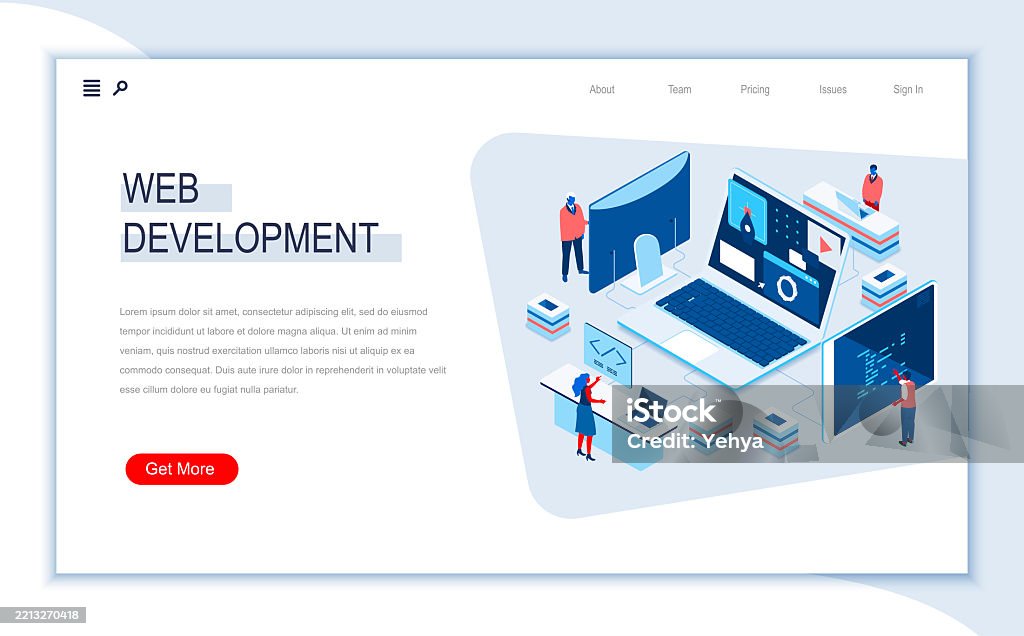 About Team Pricing Issues Sign In
WEB
DEVELOPMENT
Lorem ipsum dolor sit amet, consectetur adipiscing elit, sed do eiusmod
tempor incididunt ut labore et dolore magna aliqua. Ut enim ad minim
veniam, quis nostrud exercitation ullamco laboris nisi ut aliquip ex ea
commodo consequat. Duis aute irure dolor in reprehenderit in voluptate velit
esse cillum dolore eu fugiat nulla pariatur.
Get More
</>
iStock™
Credit: Yehya
2213270418